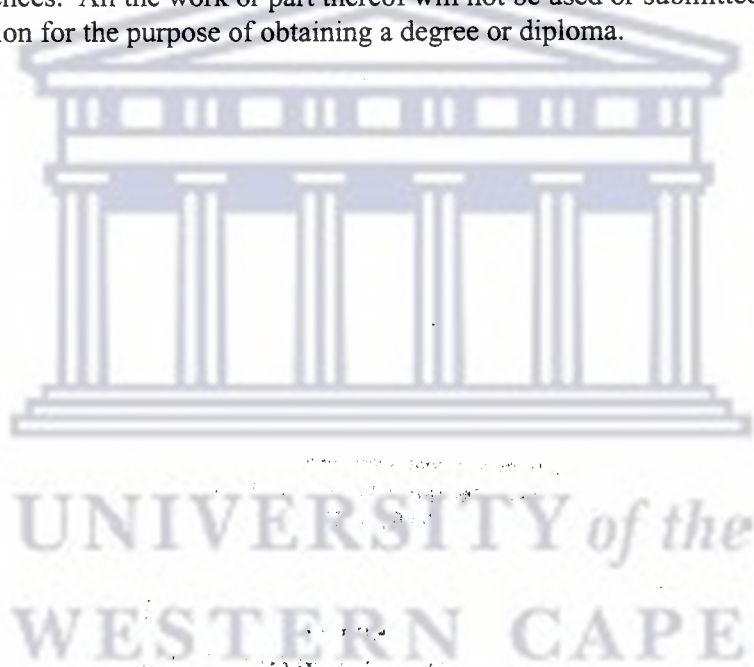 ences. All the work or part thereof will not be used or submitted
ion for the purpose of obtaining a degree or diploma.
UNIVERSITY of the
WESTERN CAPE